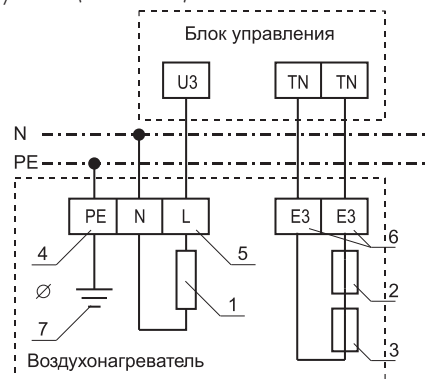 Блок управления
U3 TN TN
N
PE
PE N L E3 E3
4 5 6
1 2
7 3
Воздухонагреватель